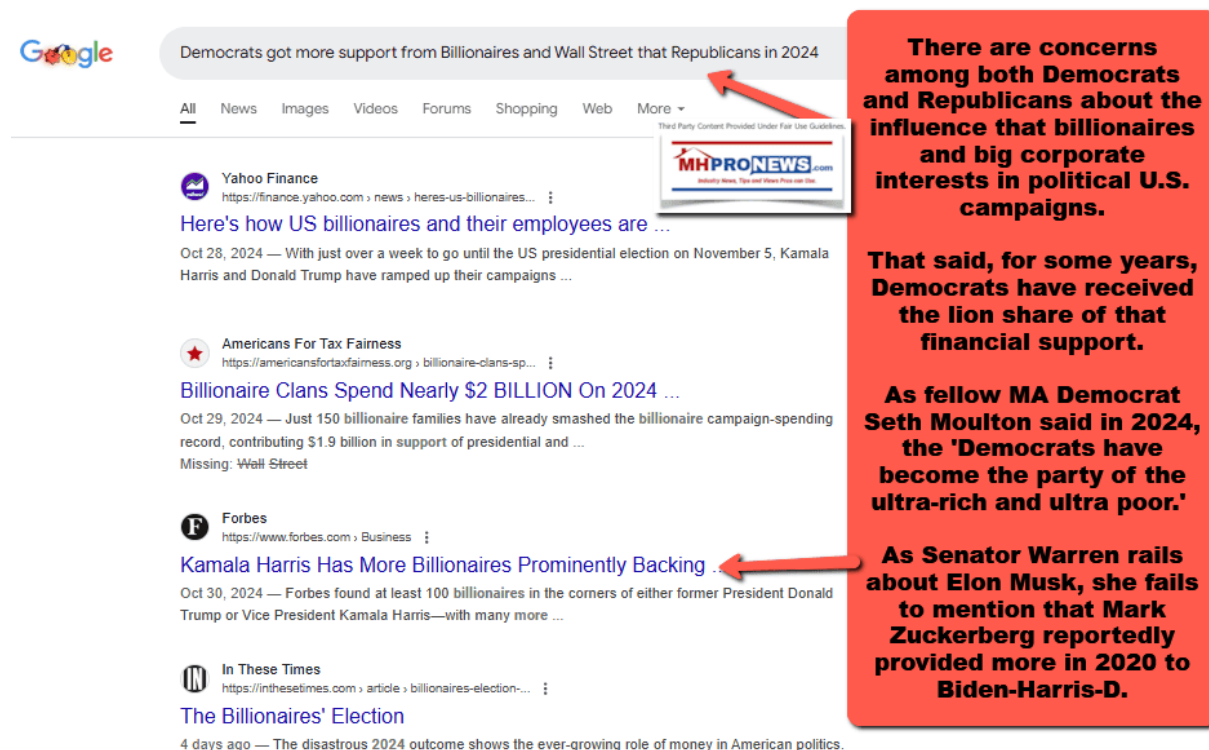 Google
Democrats got more support from Billionaires and Wall Street that Republicans in 2024
All News Images Videos Forums Shopping Web More
Third Party Content Provided Under Fair Use Guidelines.
MHPRONEWS.com
Industry News, Tips and Views Pros can Use.
Yahoo Finance
https://finance.yahoo.com › news › heres-us-billionaires...
Here's how US billionaires and their employees are ...
Oct 28, 2024 — With just over a week to go until the US presidential election on November 5, Kamala
Harris and Donald Trump have ramped up their campaigns ...
Americans For Tax Fairness
https://americansfortaxfairness.org › billionaire-clans-sp...
Billionaire Clans Spend Nearly $2 BILLION On 2024 ...
Oct 29, 2024 — Just 150 billionaire families have already smashed the billionaire campaign-spending
record, contributing $1.9 billion in support of presidential and ...
Missing: Wall Street
Forbes
https://www.forbes.com › Business
Kamala Harris Has More Billionaires Prominently Backing ...
Oct 30, 2024 — Forbes found at least 100 billionaires in the corners of either former President Donald
Trump or Vice President Kamala Harris—with many more ...
In These Times
https://inthesetimes.com › article › billionaires-election-...
The Billionaires' Election
4 days ago — The disastrous 2024 outcome shows the ever-growing role of money in American politics.
There are concerns
among both Democrats
and Republicans about the
influence that billionaires
and big corporate
interests in political U.S.
campaigns.
That said, for some years,
Democrats have received
the lion share of that
financial support.
As fellow MA Democrat
Seth Moulton said in 2024,
the 'Democrats have
become the party of the
ultra-rich and ultra poor.'
As Senator Warren rails
about Elon Musk, she fails
to mention that Mark
Zuckerberg reportedly
provided more in 2020 to
Biden-Harris-D.